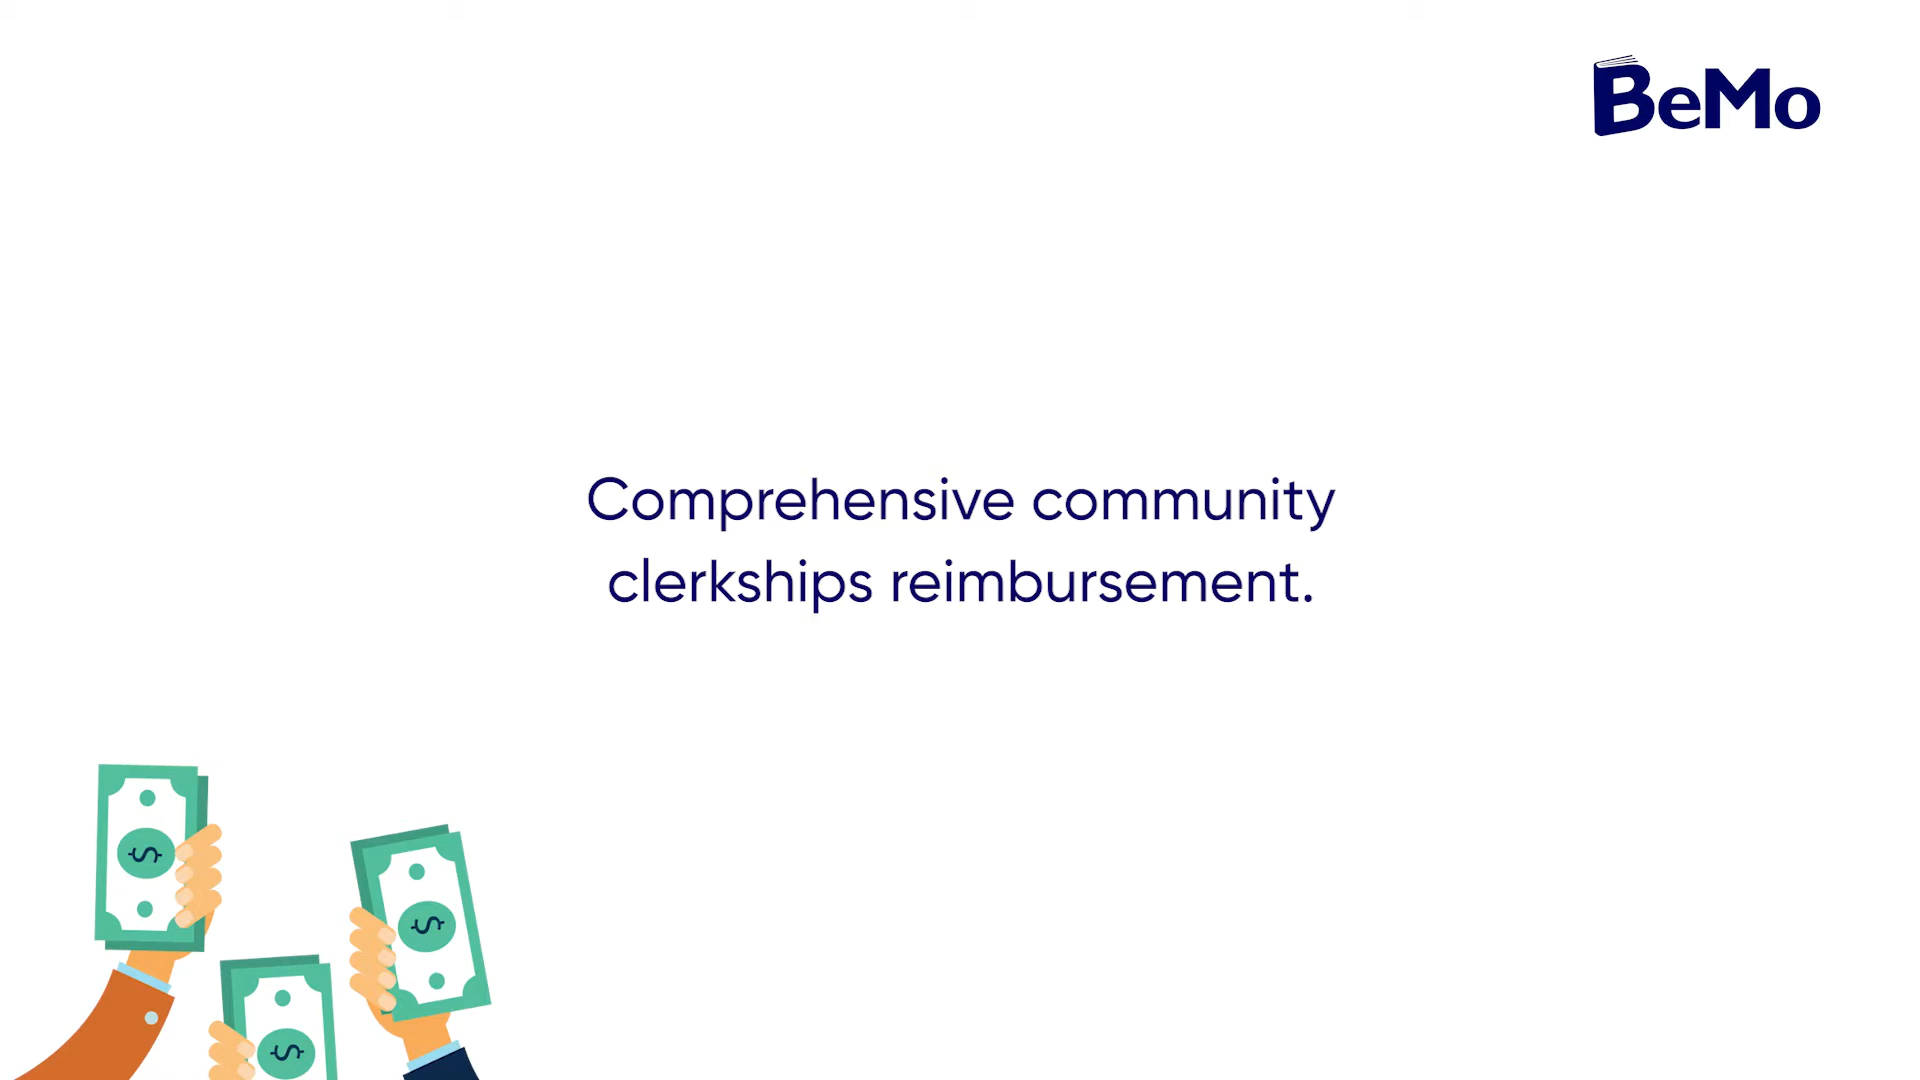 BeMo
Comprehensive community
clerkships reimbursement.
$
$
$